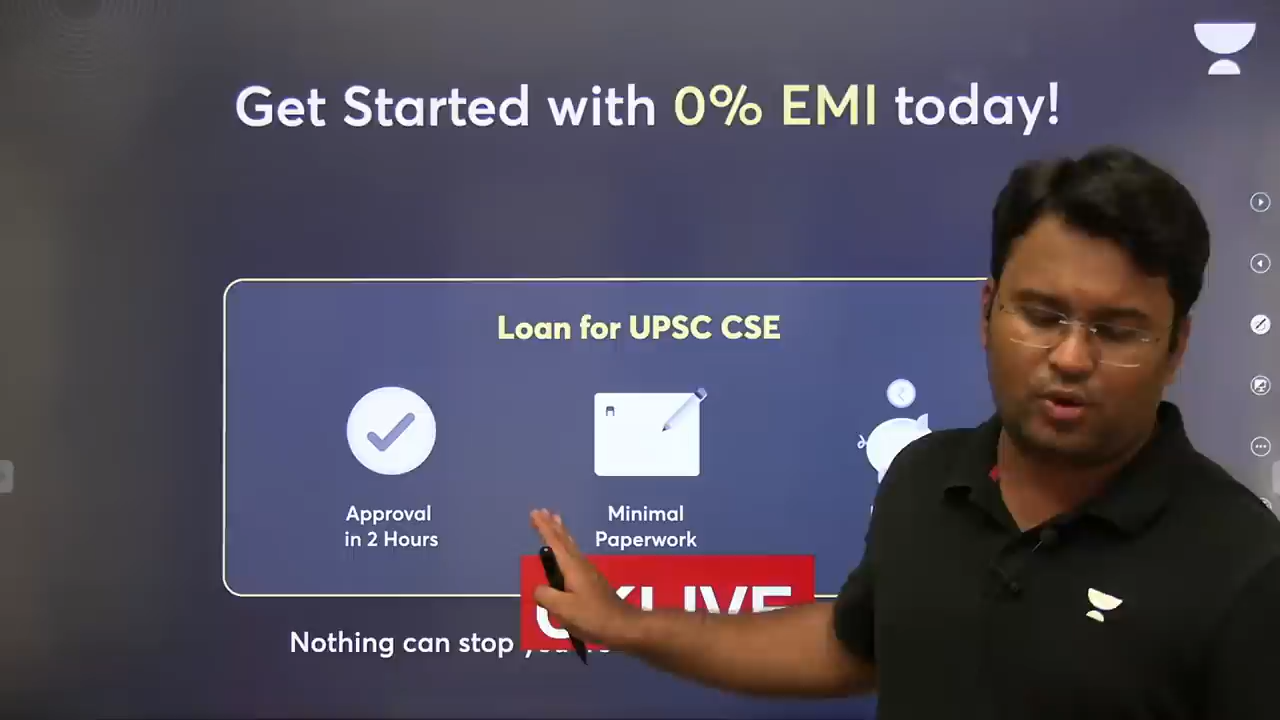 Get Started with 0% EMI today!
Loan for UPSC CSE
Approval
in 2 Hours
Minimal
Paperwork
Nothing can stop